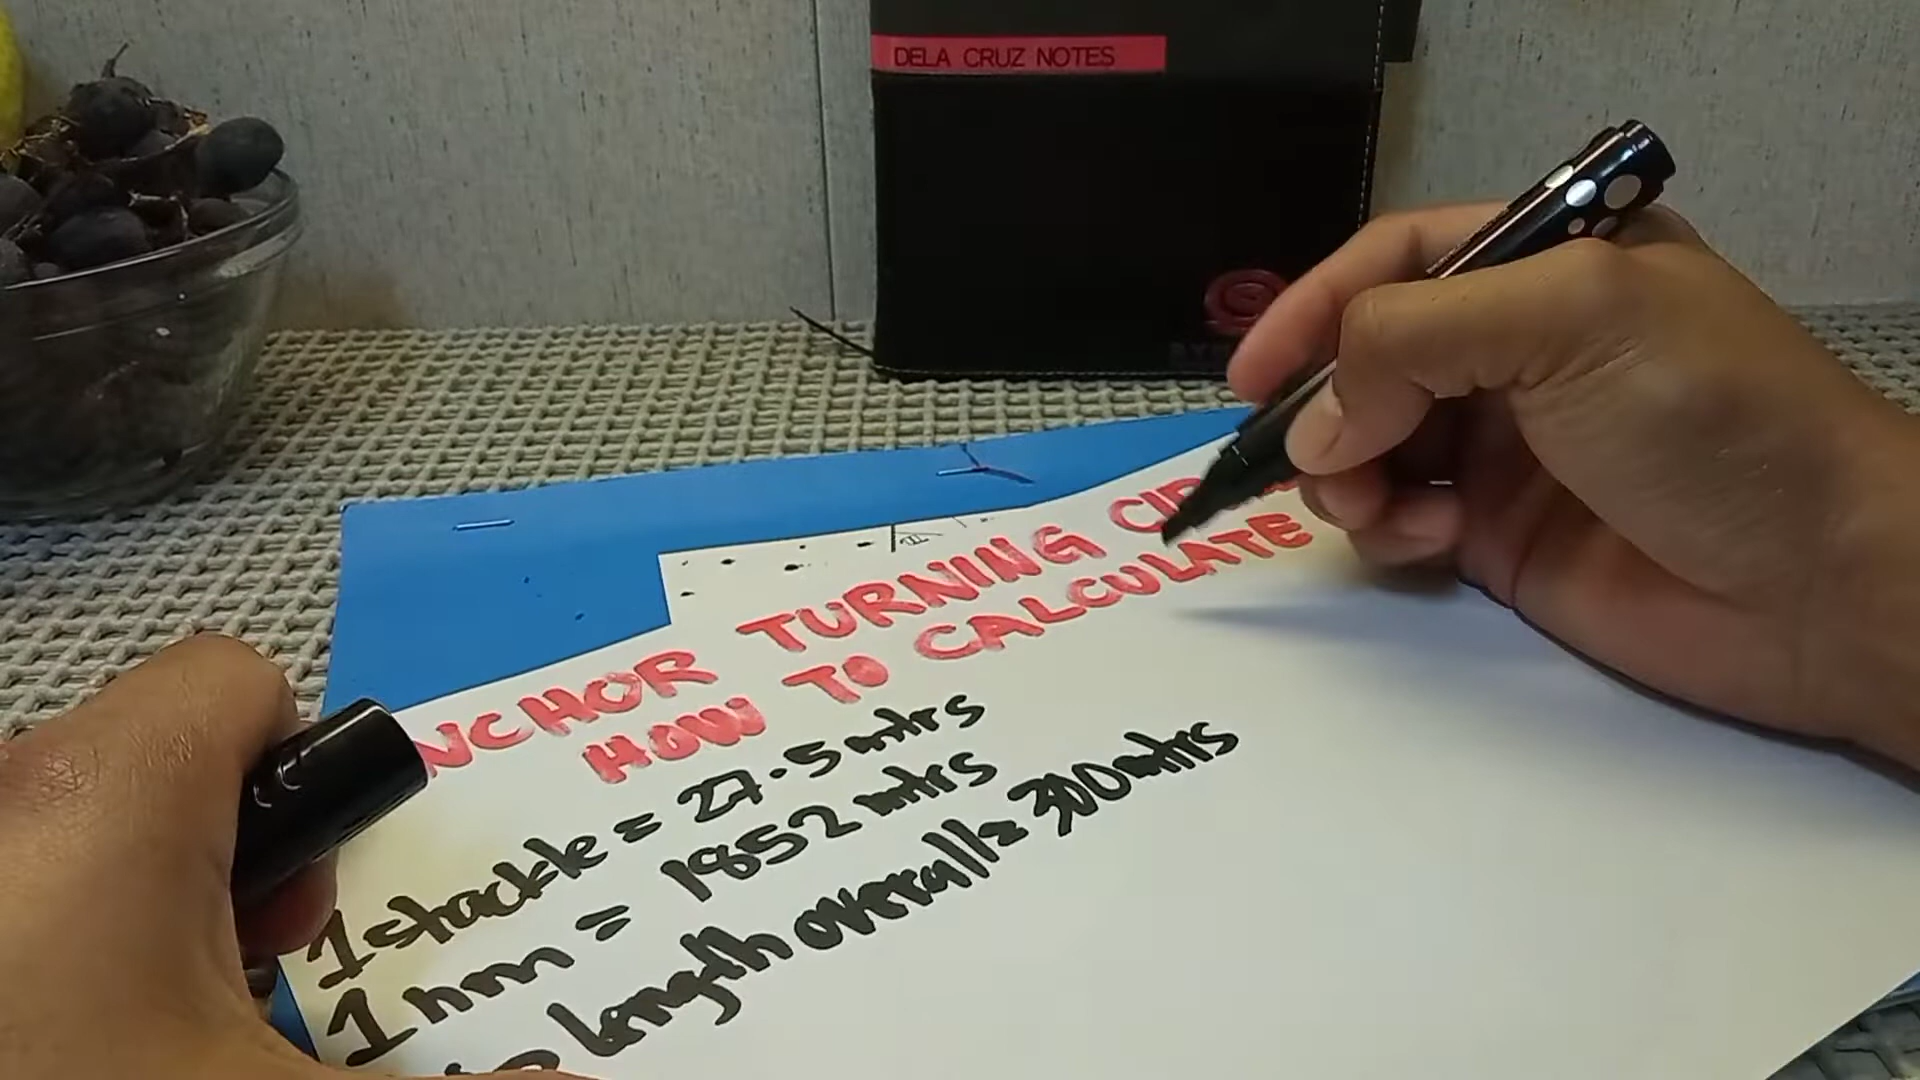 DELA CRUZ NOTES
NCHOR TURNING CIR
HOW TO CALCULATE
1 stackle = 27.5 mtrs
1 nm = 1852 mtrs
length overall = 300 mtrs